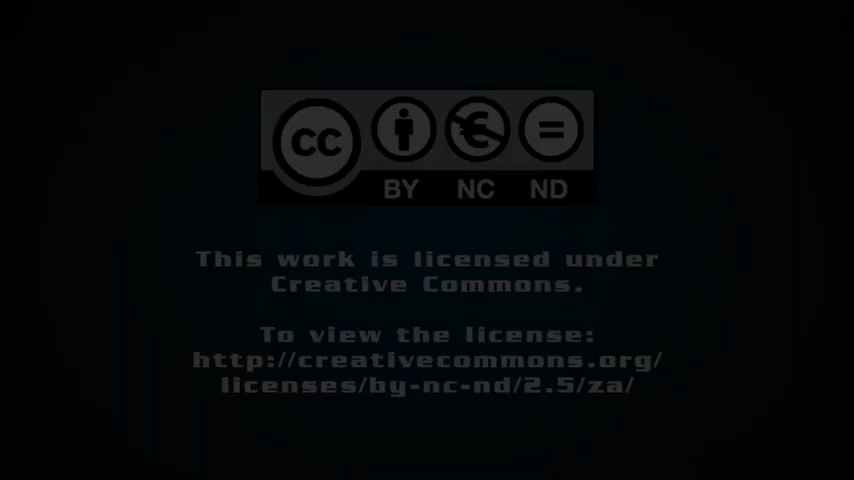 CC
BY NC ND
This work is licensed under
Creative Commons.
To view the license:
http://creativecommons.org/
licenses/by-nc-nd/2.5/za/